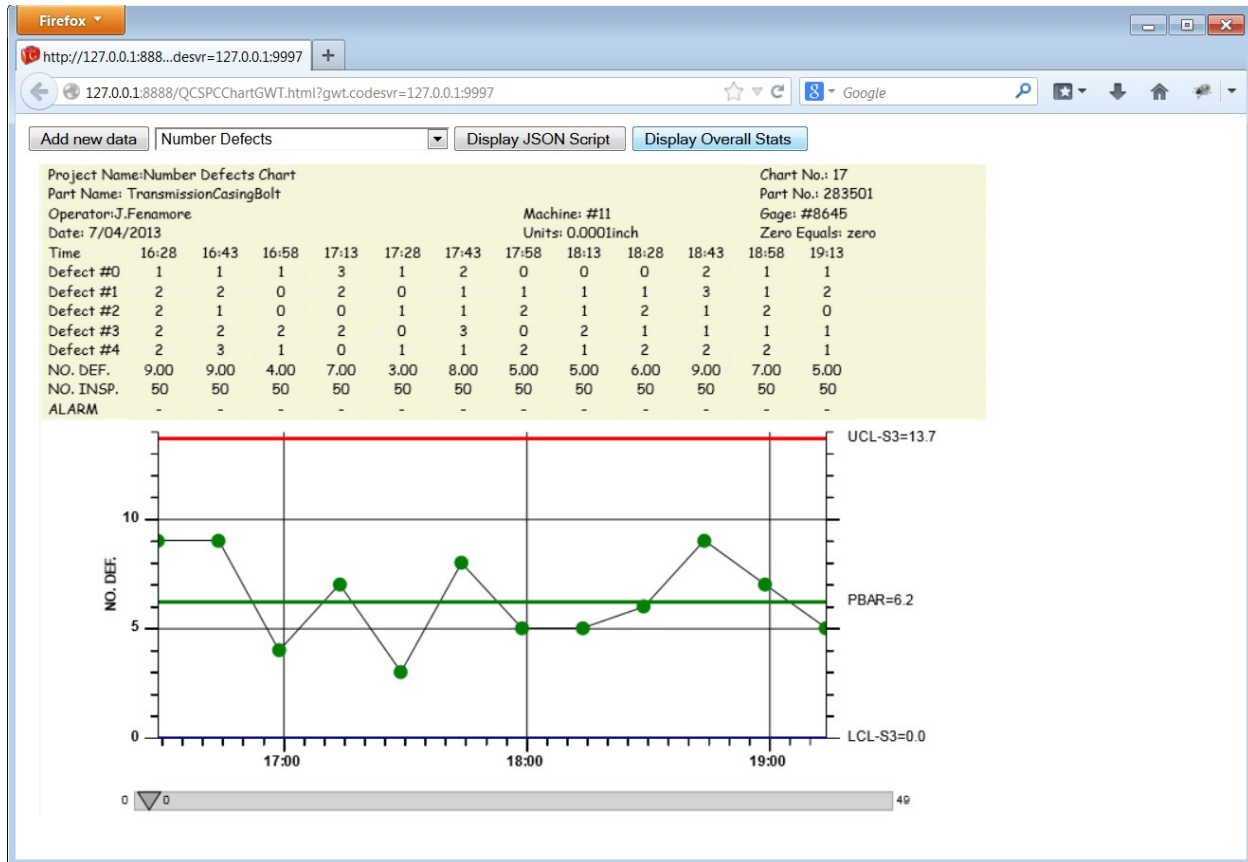 Firefox
http://127.0.0.1:888...desvr=127.0.0.1:9997 +
127.0.0.1:8888/QCSPCChartGWT.html?gwt.codesvr=127.0.0.1:9997 8 Google
Add new data Number Defects Display JSON Script Display Overall Stats
Project Name:Number Defects Chart Chart No.: 17
Part Name: TransmissionCasingBolt Part No.: 283501
Operator:J.Fenamore Machine: #11 Gage: #8645
Date: 7/04/2013 Units: 0.0001inch Zero Equals: zero
Time 16:28 16:43 16:58 17:13 17:28 17:43 17:58 18:13 18:28 18:43 18:58 19:13
Defect #0 1 1 1 3 1 2 0 0 0 2 1 1
Defect #1 2 2 0 2 0 1 1 1 1 3 1 2
Defect #2 2 1 0 0 1 1 2 1 2 1 2 0
Defect #3 2 2 2 2 0 3 0 2 1 1 1 1
Defect #4 2 3 1 0 1 1 2 1 2 2 2 1
NO. DEF. 9.00 9.00 4.00 7.00 3.00 8.00 5.00 5.00 6.00 9.00 7.00 5.00
NO. INSP. 50 50 50 50 50 50 50 50 50 50 50 50
ALARM - - - - - - - - - - - -
UCL-S3=13.7
10
NO. DEF.
PBAR=6.2
5
0
LCL-S3=0.0
17:00 18:00 19:00
0 0 49